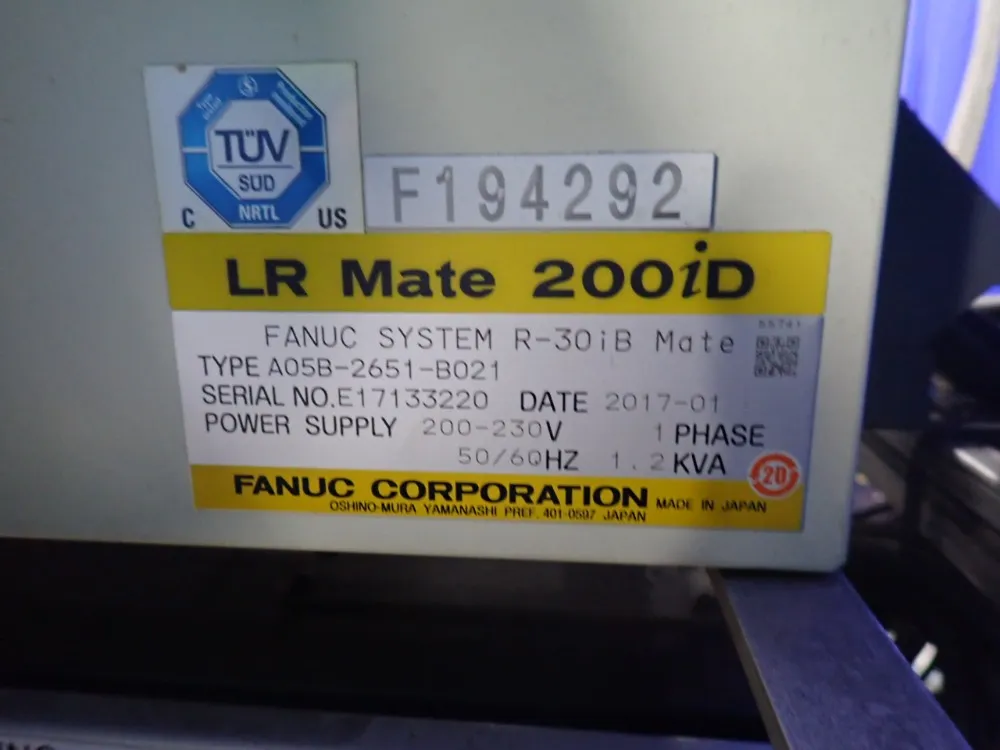 TÜV
SÜD
NRTL
C US
F194292
LR Mate 200iD
FANUC SYSTEM R-30iB Mate
TYPE A05B-2651-B021
SERIAL NO.E17133220 DATE 2017-01
POWER SUPPLY 200-230V 1 PHASE
50/60HZ 1.2 KVA
20
FANUC CORPORATION MADE IN JAPAN
OSHINO-MURA YAMANASHI PREF. 401-0597 JAPAN